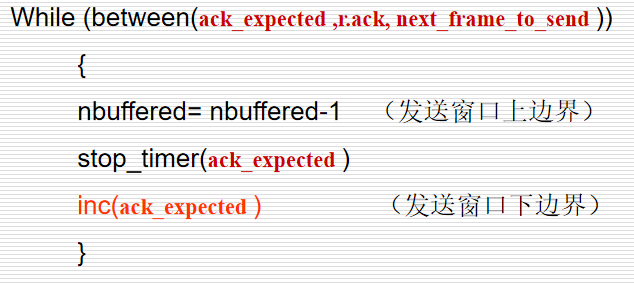 While (between(ack_expected ,r.ack, next_frame_to_send ))
{
nbuffered= nbuffered-1 （发送窗口上边界）
stop_timer(ack_expected )
inc(ack_expected ) （发送窗口下边界）
}